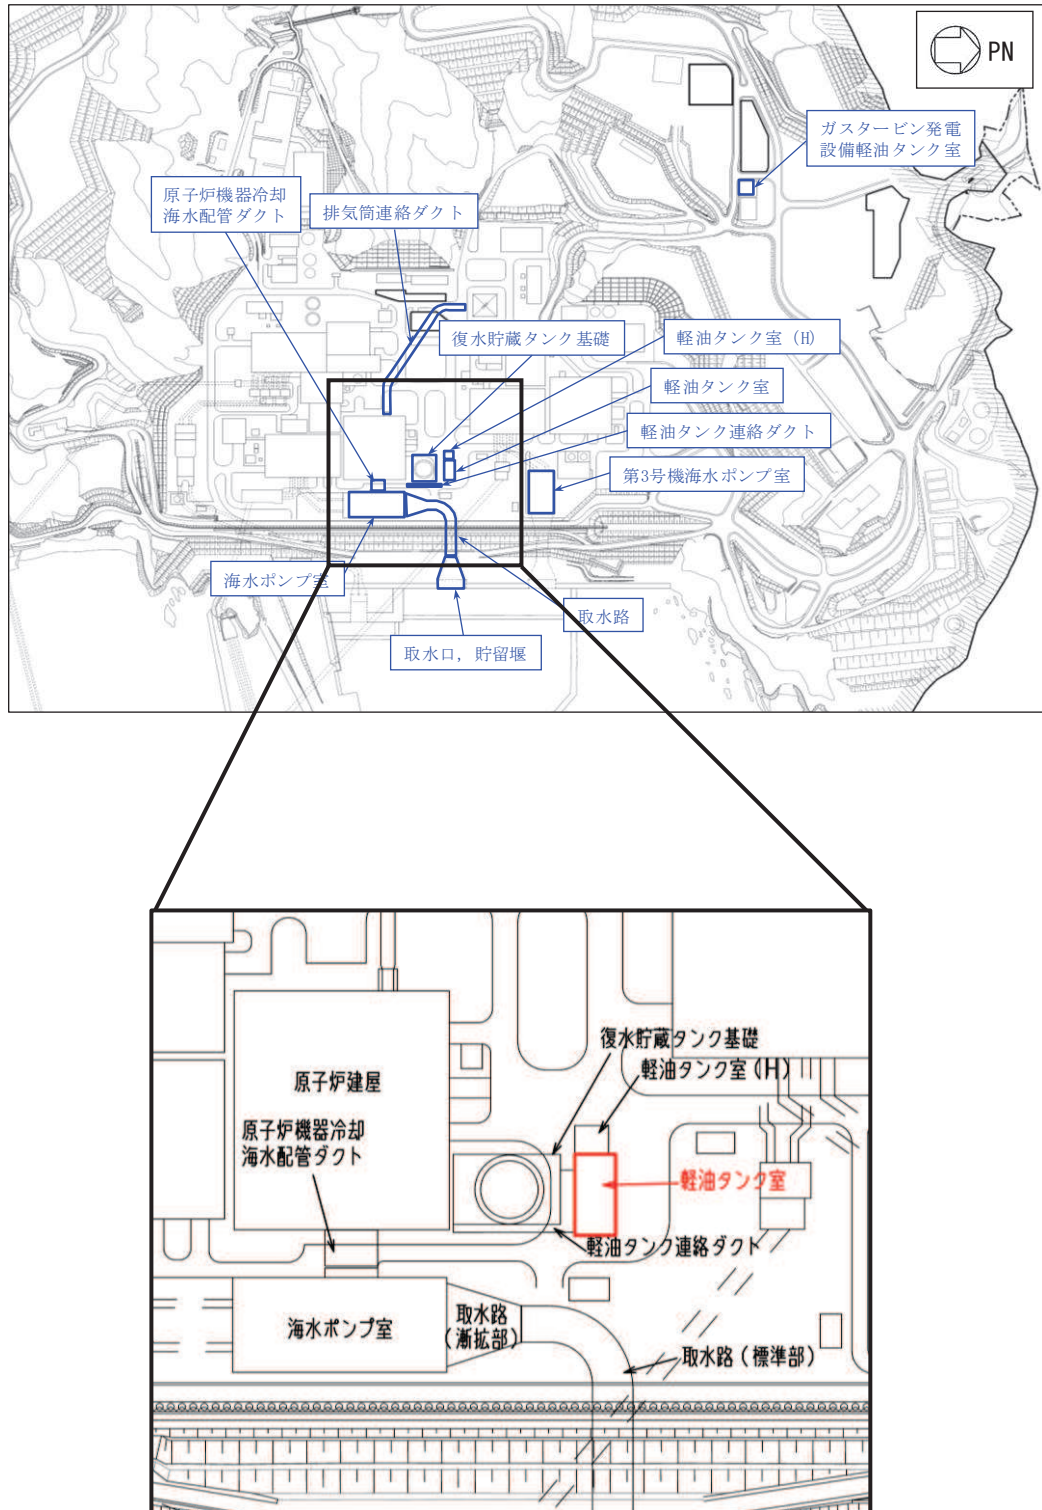 PN
ガスタービン発電
設備軽油タンク室
原子炉機器冷却
海水配管ダクト
排気筒連絡ダクト
復水貯蔵タンク基礎
軽油タンク室（H）
軽油タンク室
軽油タンク連絡ダクト
第3号機海水ポンプ室
海水ポンプ室
取水路
取水口，貯留堰
復水貯蔵タンク基礎
軽油タンク室（H）
原子炉建屋
原子炉機器冷却
海水配管ダクト
軽油タンク室
軽油タンク連絡ダクト
取水路
（漸拡部）
海水ポンプ室
取水路（標準部）